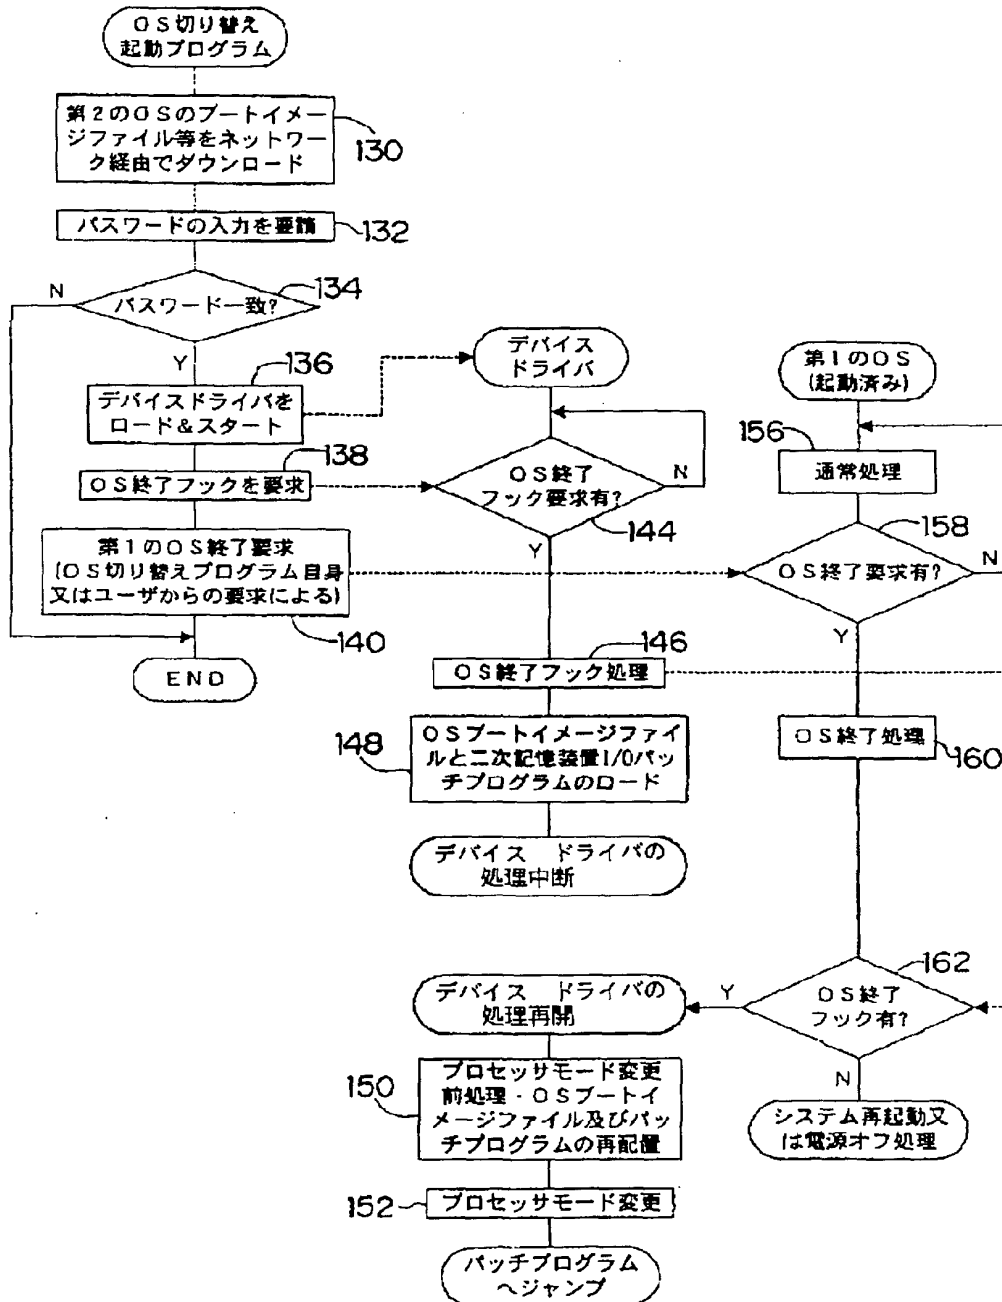 OS切り替え
起動プログラム
第2のOSのブートイメー
ジファイル等をネットワー
ク経由でダウンロード
130
パスワードの入力を要請
132
パスワード一致?
134
N
Y
デバイスドライバを
ロード&スタート
136
OS終了フックを要求
138
第1のOS終了要求
(OS切り替えプログラム自身
又はユーザからの要求による)
140
END
デバイス
ドライバ
OS終了
フック要求有?
N
144
Y
OS終了フック処理
146
148
OSブートイメージファイ
ルと二次記憶装置I/Oパッ
チプログラムのロード
デバイス ドライバの
処理中断
第1のOS
(起動済み)
156
通常処理
158
OS終了要求有?
N
Y
OS終了処理
160
162
OS終了
フック有?
Y
N
システム再起動又
は電源オフ処理
デバイス ドライバの
処理再開
150
プロセッサモード変更
前処理・OSブートイ
メージファイル及びパッ
チプログラムの再配置
152
プロセッサモード変更
パッチプログラム
へジャンプ